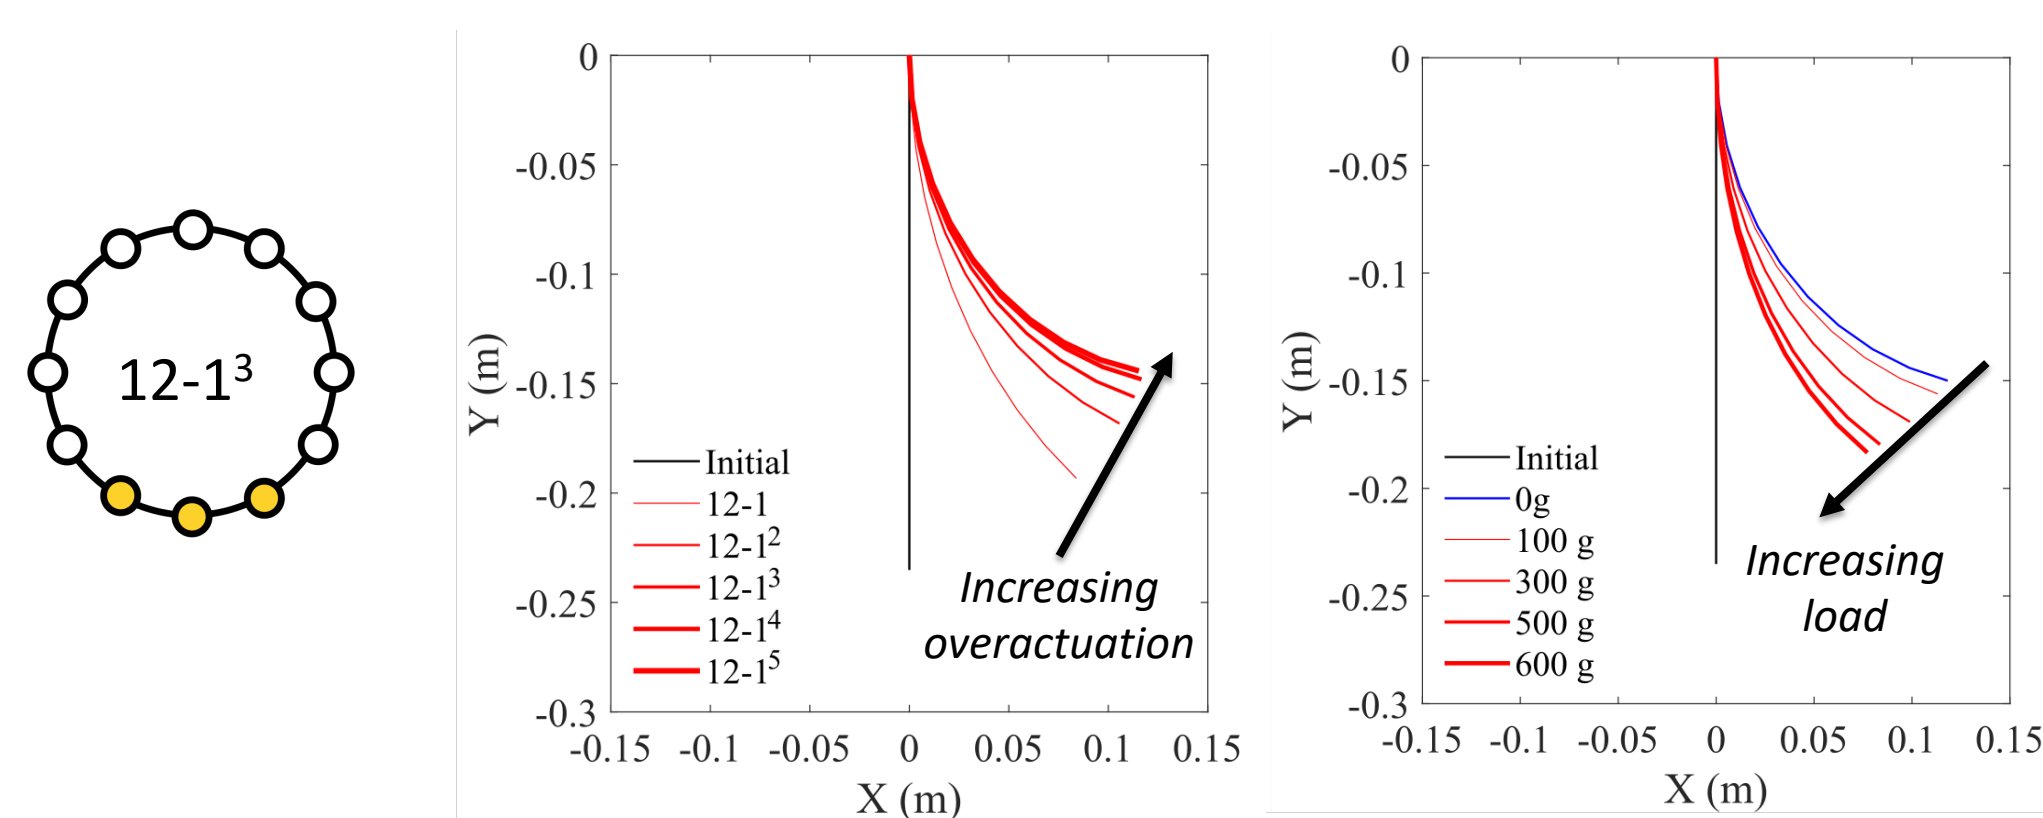 12-1³
0
-0.05
-0.1
-0.15
-0.2
-0.25
-0.3
Y (m)
-0.15 -0.1 -0.05 0 0.05 0.1 0.15
X (m)
Initial
12-1
12-1²
12-1³
12-1⁴
12-1⁵
Increasing
overactuation
0
-0.05
-0.1
-0.15
-0.2
-0.25
-0.3
Y (m)
-0.15 -0.1 -0.05 0 0.05 0.1 0.15
X (m)
Initial
0g
100 g
300 g
500 g
600 g
Increasing
load